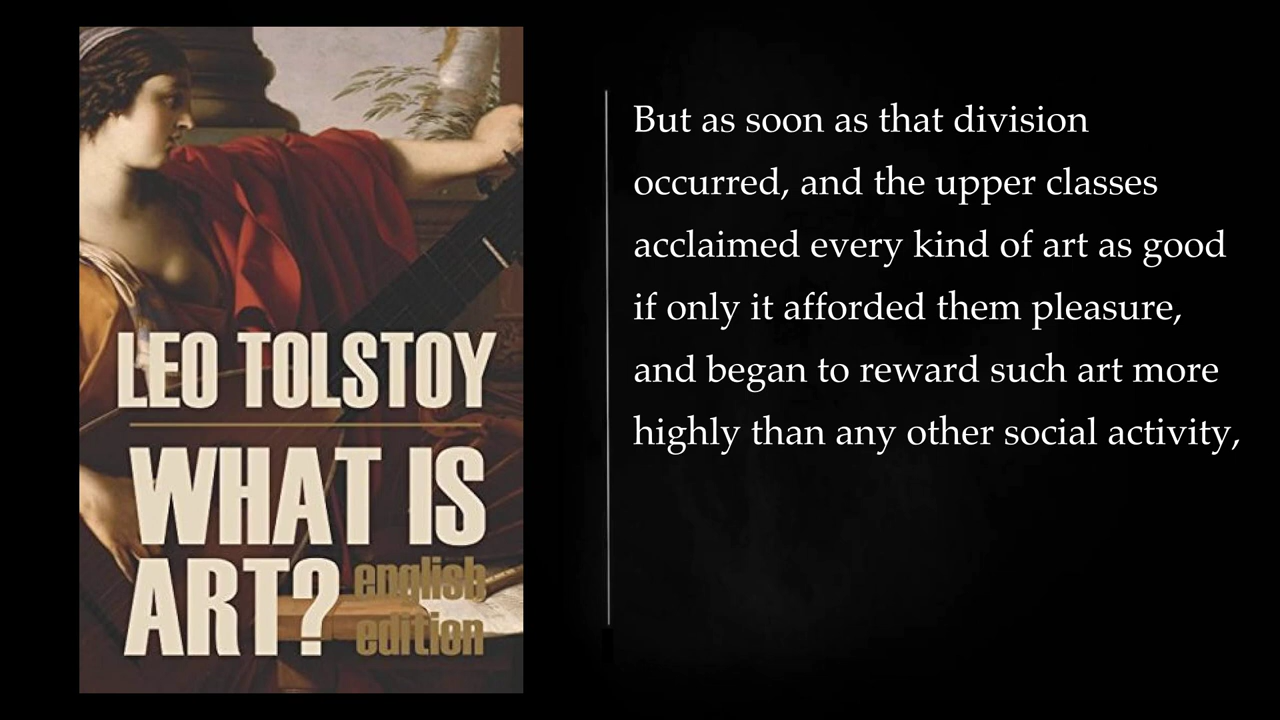 LEO TOLSTOY
WHAT IS
ART?
english
edition
But as soon as that division
occurred, and the upper classes
acclaimed every kind of art as good
if only it afforded them pleasure,
and began to reward such art more
highly than any other social activity,